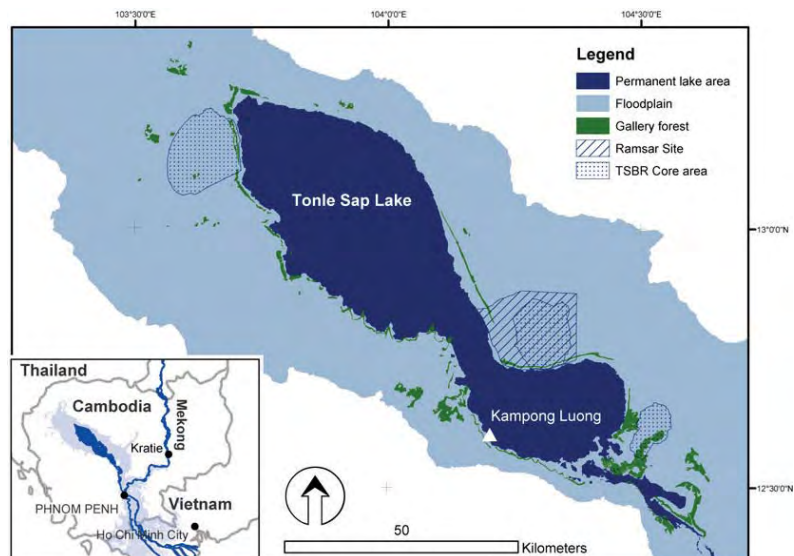 103°30'0"E
104°0'0"E
104°30'0"E
Legend
Permanent lake area
Floodplain
Gallery forest
Ramsar Site
TSBR Core area
Tonle Sap Lake
13°0'0"N
Kampong Luong
12°30'0"N
Thailand
Cambodia
Mekong
Kratie
PHNOM PENH
Vietnam
Ho Chi Minh City
50
Kilometers